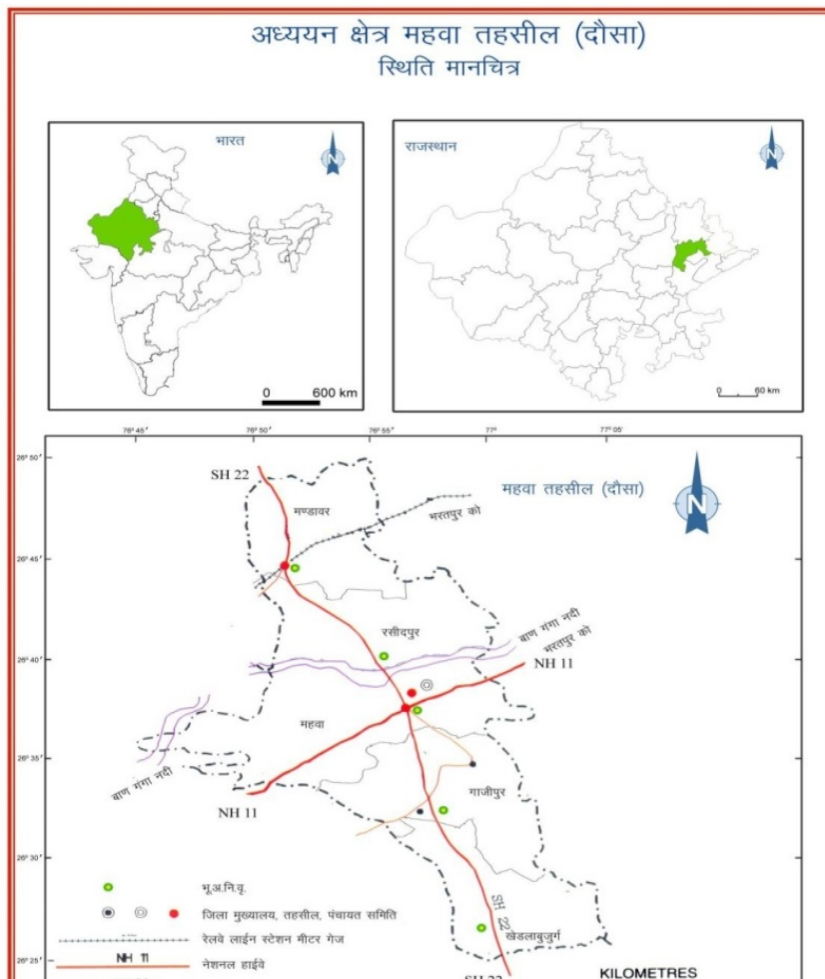 अध्ययन क्षेत्र महवा तहसील (दौसा)
स्थिति मानचित्र
भारत
N
0 600 km
राजस्थान
N
0 60 km
76° 45' 76° 50' 76° 55' 77° 77° 05'
26° 50'
26° 45'
26° 40'
26° 35'
26° 30'
26° 25'
महवा तहसील (दौसा)
N
SH 22
मण्डावर
भरतपुर को
रसीदपुर
बाण गंगा नदी
भरतपुर को
NH 11
महवा
बाण गंगा नदी
NH 11
गाजीपुर
SH 22
खेडलाबुजुर्ग
SH 22
भू.अ.नि.वृ.
जिला मुख्यालय, तहसील, पंचायत समिति
रेलवे लाईन स्टेशन मीटर गेज
NH 11
नेशनल हाईवे
KILOMETRES